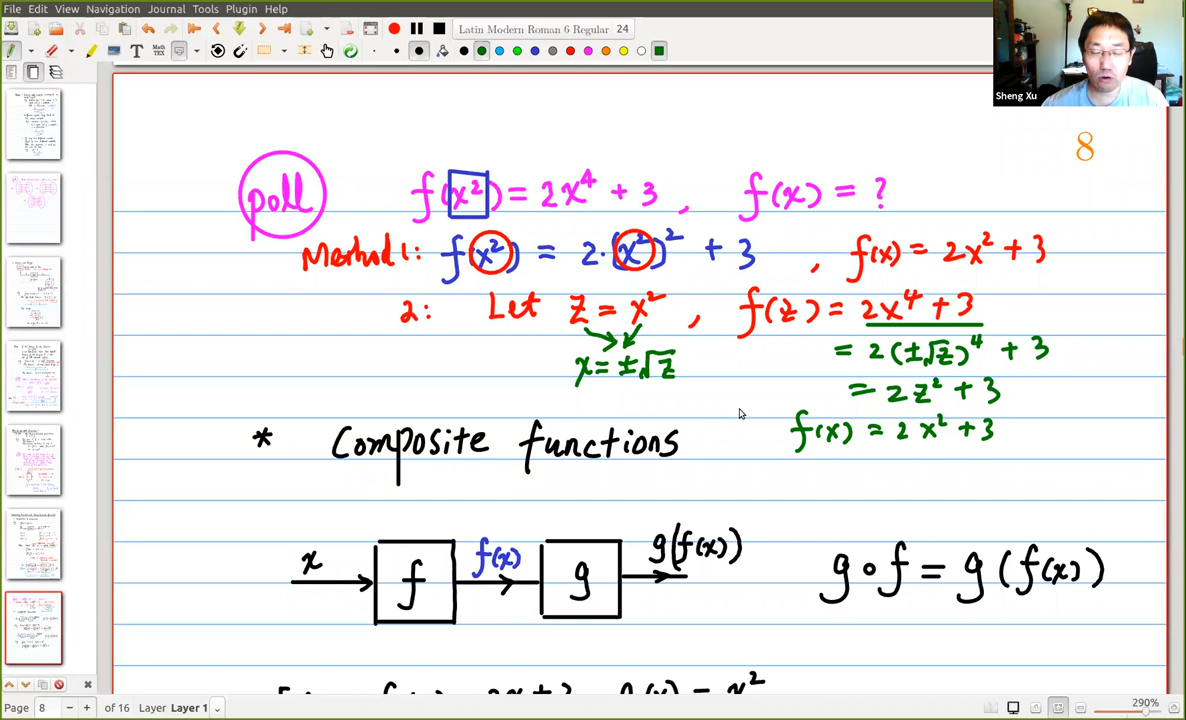 File Edit View Navigation Journal Tools Plugin Help
Latin Modern Roman 6 Regular 24
Sheng Xu
8
poll f(x²) = 2x⁴ + 3 , f(x) = ?
Method 1: f(x²) = 2·(x²)² + 3 , f(x) = 2x² + 3
2: Let z = x² , f(z) = 2x⁴ + 3
x = ±√z = 2(±√z)⁴ + 3
= 2z² + 3
f(x) = 2x² + 3
* Composite functions
x f f(x) g g(f(x)) g∘f = g(f(x))
Page 8 of 16 Layer Layer 1 290%